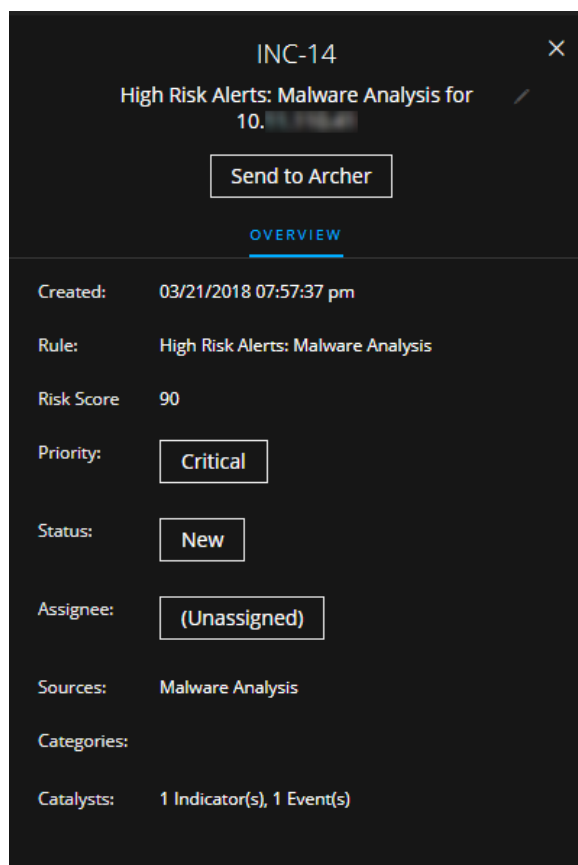 INC-14
High Risk Alerts: Malware Analysis for
10.
Send to Archer
OVERVIEW
Created: 03/21/2018 07:57:37 pm
Rule: High Risk Alerts: Malware Analysis
Risk Score 90
Priority: Critical
Status: New
Assignee: (Unassigned)
Sources: Malware Analysis
Categories:
Catalysts: 1 Indicator(s), 1 Event(s)